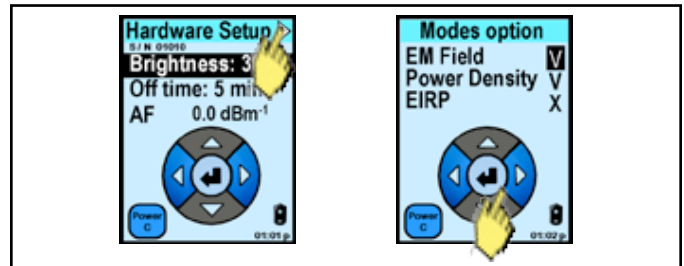 Hardware Setup
S/N 01010
Brightness: 3
Off time: 5 mi
AF 0.0 dBm⁻¹
Power
C
01:01 p
Modes option
EM Field V
Power Density V
EIRP X
Power
C
01:02 p